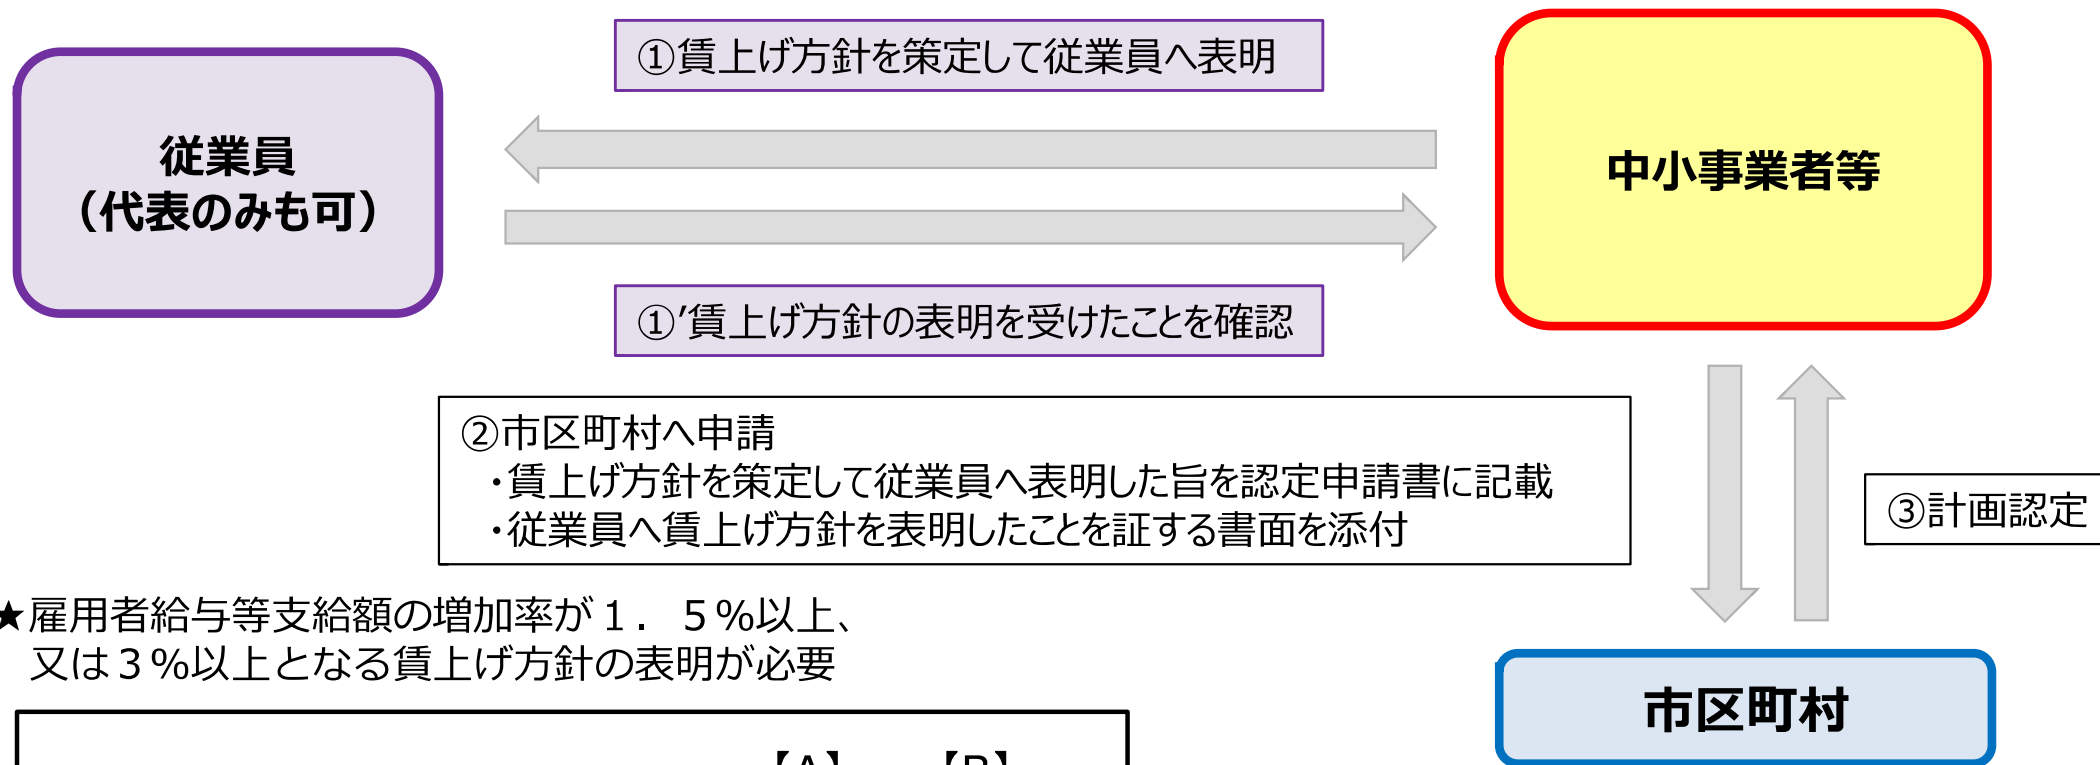 ①賃上げ方針を策定して従業員へ表明
従業員
（代表のみも可）
中小事業者等
①’賃上げ方針の表明を受けたことを確認
②市区町村へ申請
・賃上げ方針を策定して従業員へ表明した旨を認定申請書に記載
・従業員へ賃上げ方針を表明したことを証する書面を添付
③計画認定
★雇用者給与等支給額の増加率が１．５％以上、
又は３％以上となる賃上げ方針の表明が必要
市区町村
【A】 【B】